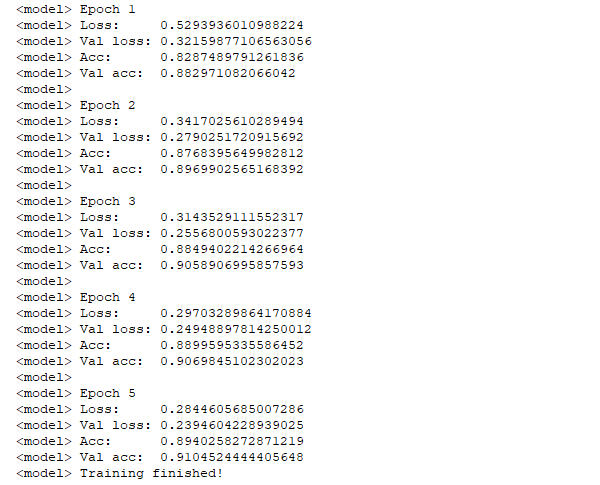 <model> Epoch 1
<model> Loss:     0.5293936010988224
<model> Val loss: 0.32159877106563056
<model> Acc:      0.8287489791261836
<model> Val acc:  0.882971082066042
<model>
<model> Epoch 2
<model> Loss:     0.3417025610289494
<model> Val loss: 0.2790251720915692
<model> Acc:      0.8768395649982812
<model> Val acc:  0.8969902565168392
<model>
<model> Epoch 3
<model> Loss:     0.3143529111552317
<model> Val loss: 0.2556800593022377
<model> Acc:      0.8849402214266964
<model> Val acc:  0.9058906995857593
<model>
<model> Epoch 4
<model> Loss:     0.29703289864170884
<model> Val loss: 0.24948897814250012
<model> Acc:      0.8899595335586452
<model> Val acc:  0.9069845102302023
<model>
<model> Epoch 5
<model> Loss:     0.2844605685007286
<model> Val loss: 0.2394604228939025
<model> Acc:      0.8940258272871219
<model> Val acc:  0.9104524444405648
<model> Training finished!